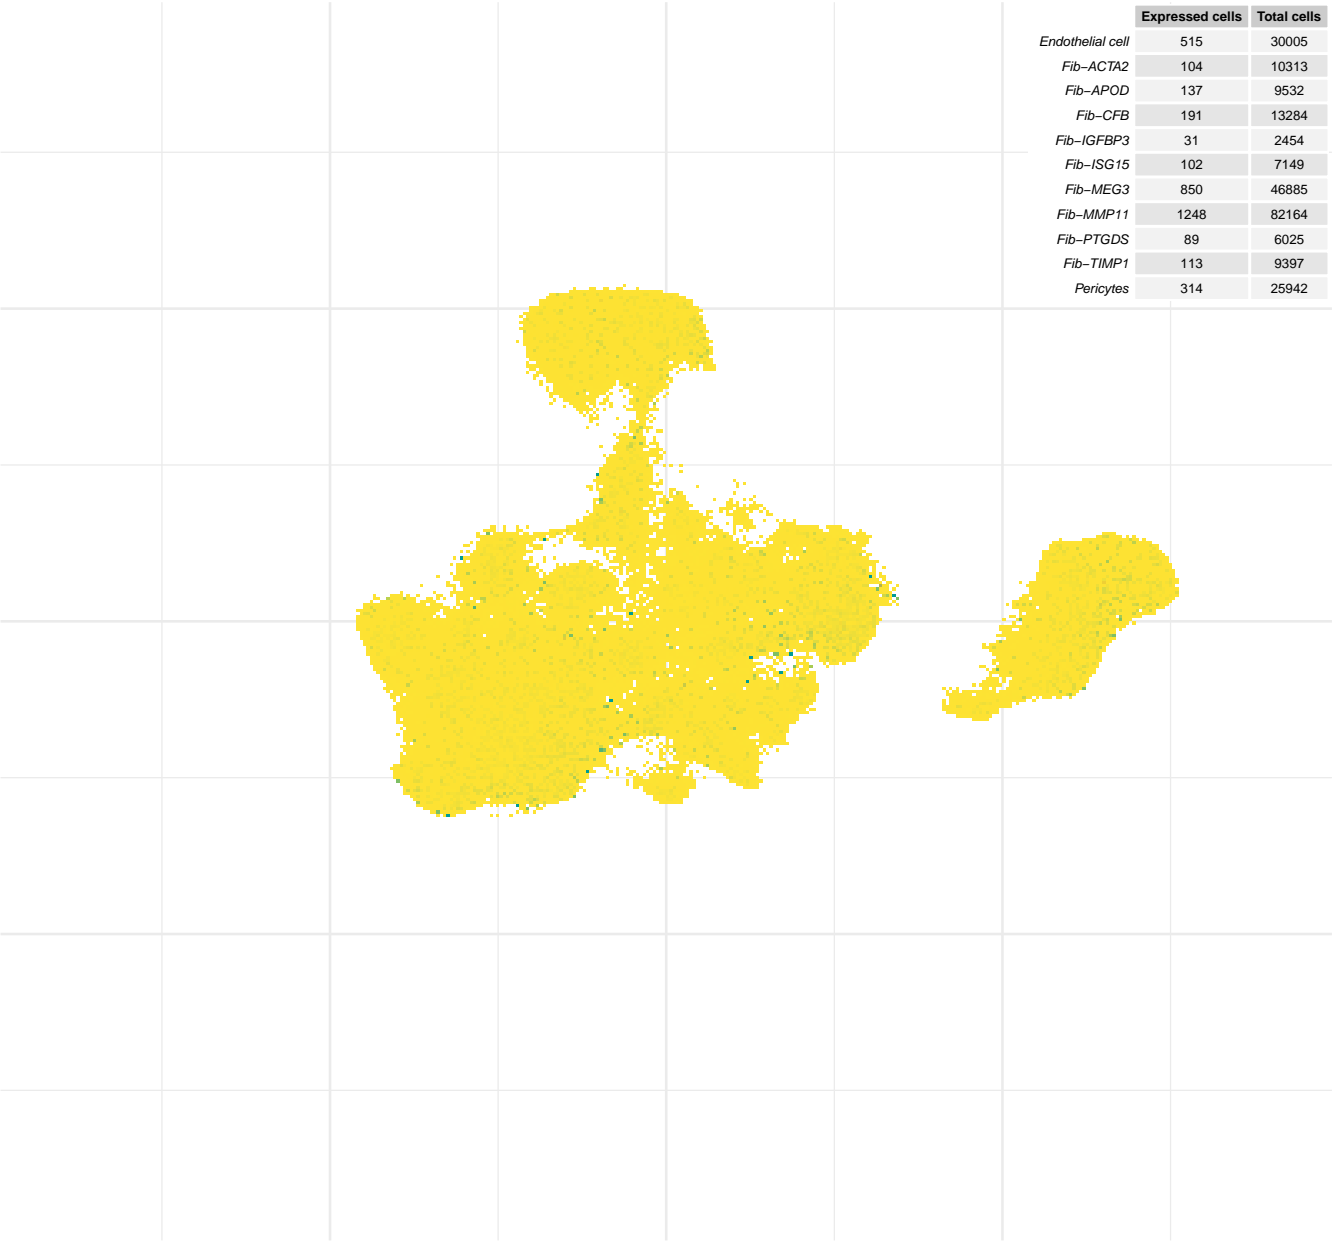 Expressed cells Total cells
Endothelial cell 515 30005
Fib−ACTA2 104 10313
Fib−APOD 137 9532
Fib−CFB 191 13284
Fib−IGFBP3 31 2454
Fib−ISG15 102 7149
Fib−MEG3 850 46885
Fib−MMP11 1248 82164
Fib−PTGDS 89 6025
Fib−TIMP1 113 9397
Pericytes 314 25942